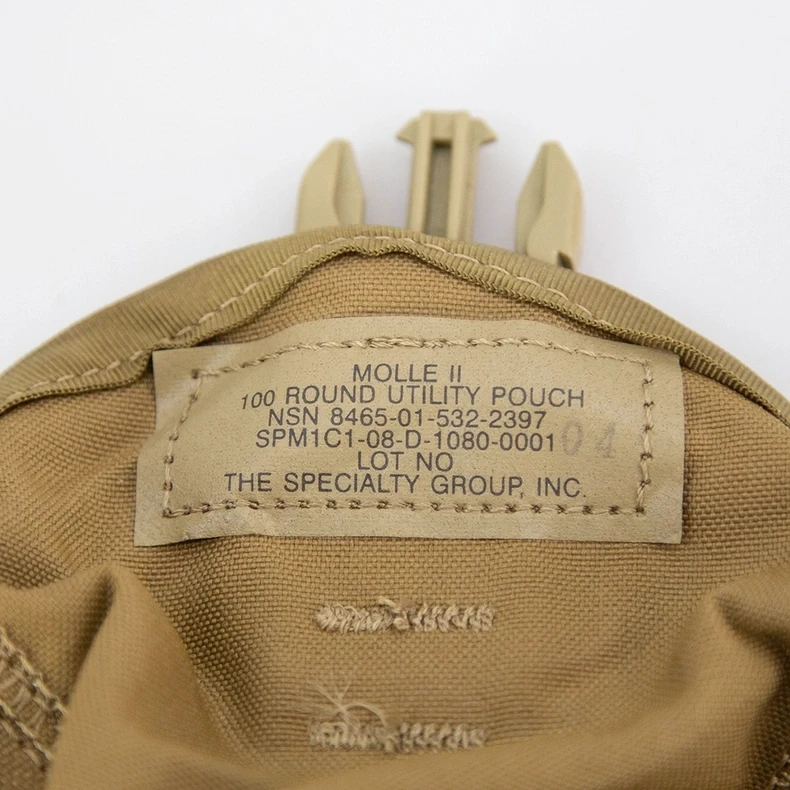 MOLLE II
100 ROUND UTILITY POUCH
NSN 8465-01-532-2397
SPM1C1-08-D-1080-0001 04
LOT NO
THE SPECIALTY GROUP, INC.